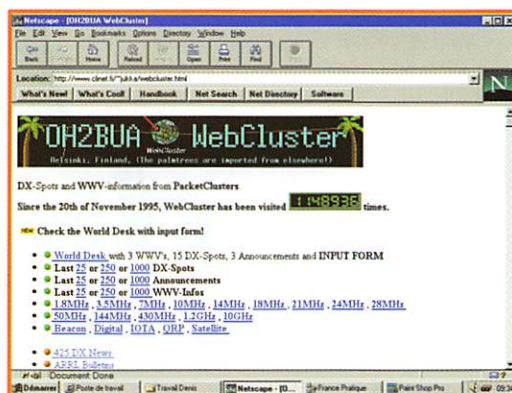 Netscape - [OH2BUA WebCluster]
File Edit View Go Bookmarks Options Directory Window Help
Back Home Reload Open Print Find
Location: http://www.clinet.fi/~jukka/webcluster.html
What's New! What's Cool! Handbook Net Search Net Directory Software
OH2BUA WebCluster
WebCluster
Helsinki, Finland, (The palmtrees are imported from elsewhere!)
DX-Spots and WWV-information from PacketClusters
Since the 20th of November 1995, WebCluster has been visited 1148936 times.
NEW Check the World Desk with input form!
World Desk with 3 WWV's, 15 DX-Spots, 3 Announcements and INPUT FORM
Last 25 or 250 or 1000 DX-Spots
Last 25 or 250 or 1000 Announcements
Last 25 or 250 or 1000 WWV-Infos
1.8MHz , 3.5MHz , 7MHz , 10MHz , 14MHz , 18MHz , 21MHz , 24MHz , 28MHz
50MHz , 144MHz , 430MHz , 1.2GHz , 10GHz
Beacon , Digital , IOTA , QRP , Satellite
425 DX News
ARRL Bulletins
Document Done
Démarrer Poste de travail Travail Denis Netscape - [O... France Pratique Paint Shop Pro 09:34